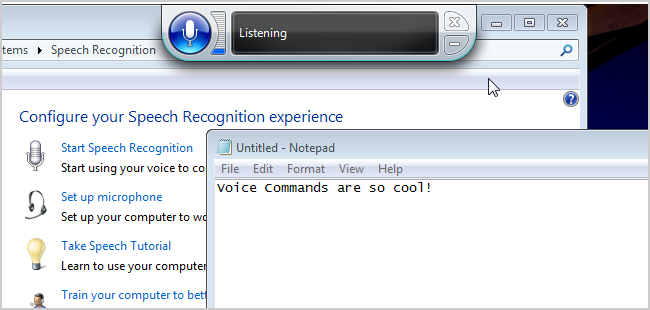 Listening
tems ▸ Speech Recognition
Configure your Speech Recognition experience
Start Speech Recognition
Start using your voice to co
Set up microphone
Set up your computer to wo
Take Speech Tutorial
Learn to use your computer
Train your computer to bett
Untitled - Notepad
File Edit Format View Help
Voice Commands are so cool!